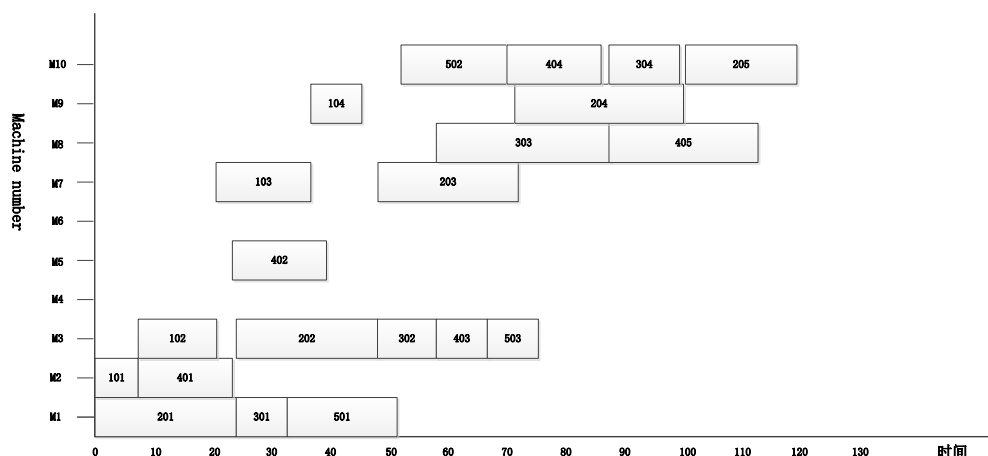 M10 502 404 304 205
M9 104 204
M8 303 405
M7 103 203
M6
M5 402
M4
M3 102 202 302 403 503
M2 101 401
M1 201 301 501
0 10 20 30 40 50 60 70 80 90 100 110 120 130 时间
Machine number